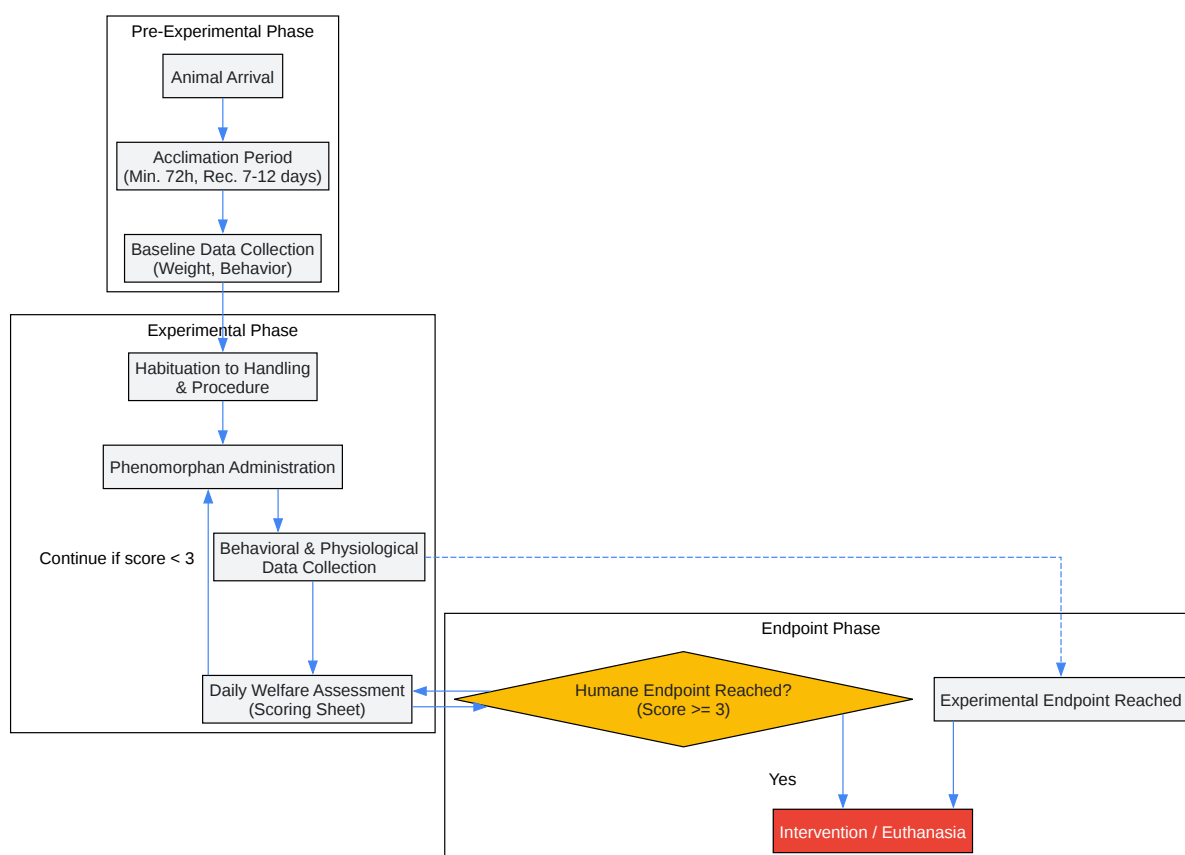 Pre-Experimental Phase
Animal Arrival
Acclimation Period
(Min. 72h, Rec. 7-12 days)
Baseline Data Collection
(Weight, Behavior)
Experimental Phase
Habituation to Handling
& Procedure
Phenomorphan Administration
Behavioral & Physiological
Data Collection
Continue if score < 3
Daily Welfare Assessment
(Scoring Sheet)
Endpoint Phase
Humane Endpoint Reached?
(Score >= 3)
Experimental Endpoint Reached
Yes
Intervention / Euthanasia